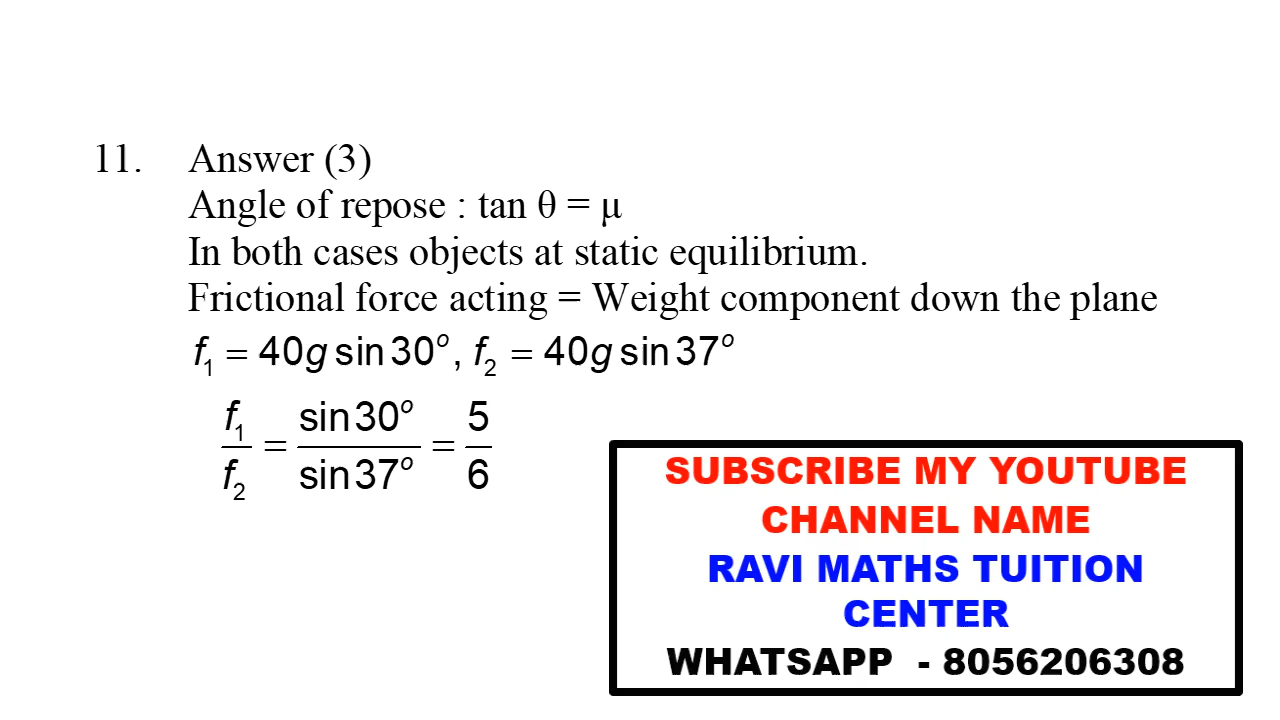 11. Answer (3)
Angle of repose : tan θ = μ
In both cases objects at static equilibrium.
Frictional force acting = Weight component down the plane
f₁ = 40g sin 30°, f₂ = 40g sin 37°
f₁/f₂ = sin 30°/sin 37° = 5/6
SUBSCRIBE MY YOUTUBE
CHANNEL NAME
RAVI MATHS TUITION
CENTER
WHATSAPP - 8056206308